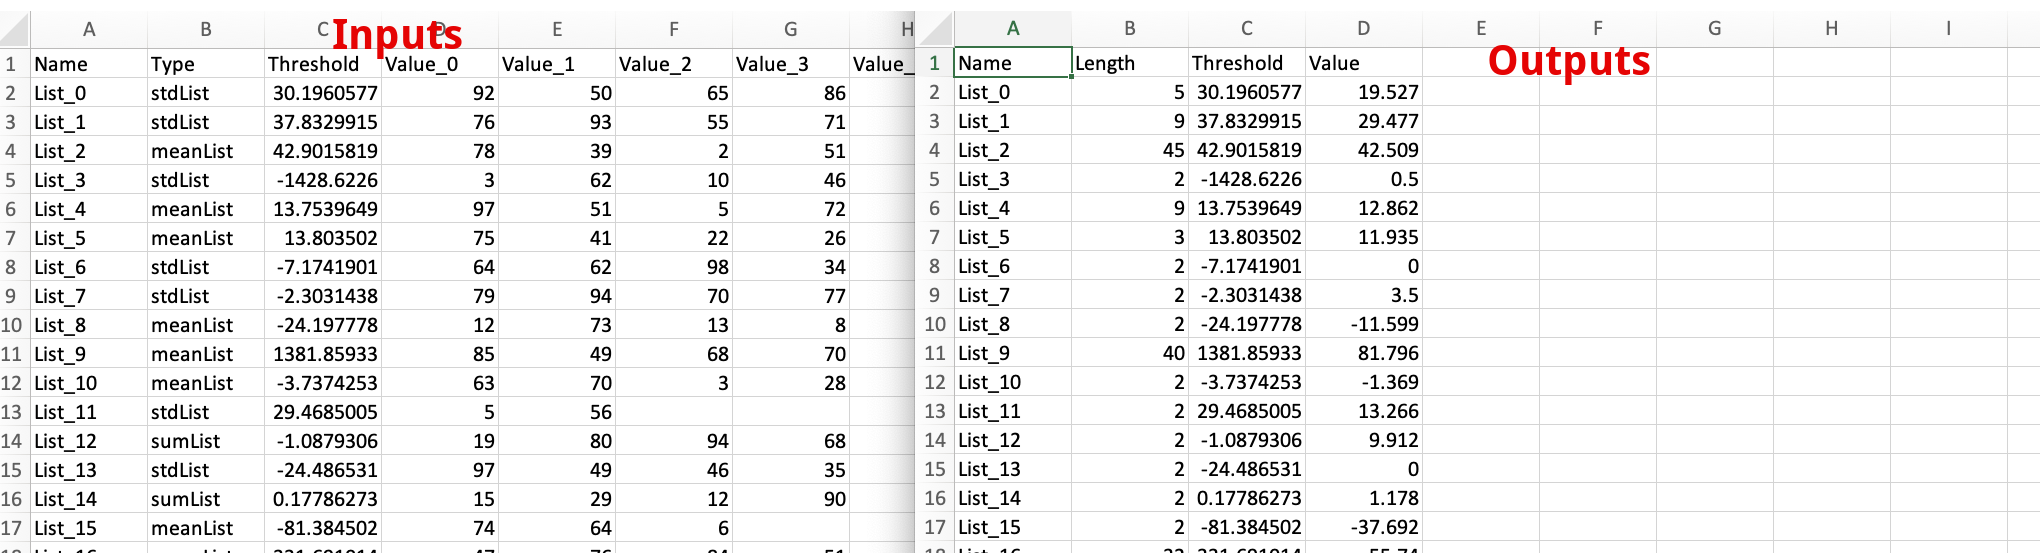 Inputs
A B C D E F G H
1 Name Type Threshold Value_0 Value_1 Value_2 Value_3 Value_
2 List_0 stdList 30.1960577 92 50 65 86
3 List_1 stdList 37.8329915 76 93 55 71
4 List_2 meanList 42.9015819 78 39 2 51
5 List_3 stdList -1428.6226 3 62 10 46
6 List_4 meanList 13.7539649 97 51 5 72
7 List_5 meanList 13.803502 75 41 22 26
8 List_6 stdList -7.1741901 64 62 98 34
9 List_7 stdList -2.3031438 79 94 70 77
10 List_8 meanList -24.197778 12 73 13 8
11 List_9 meanList 1381.85933 85 49 68 70
12 List_10 meanList -3.7374253 63 70 3 28
13 List_11 stdList 29.4685005 5 56
14 List_12 sumList -1.0879306 19 80 94 68
15 List_13 stdList -24.486531 97 49 46 35
16 List_14 sumList 0.17786273 15 29 12 90
17 List_15 meanList -81.384502 74 64 6
Outputs
A B C D E F G H I
1 Name Length Threshold Value
2 List_0 5 30.1960577 19.527
3 List_1 9 37.8329915 29.477
4 List_2 45 42.9015819 42.509
5 List_3 2 -1428.6226 0.5
6 List_4 9 13.7539649 12.862
7 List_5 3 13.803502 11.935
8 List_6 2 -7.1741901 0
9 List_7 2 -2.3031438 3.5
10 List_8 2 -24.197778 -11.599
11 List_9 40 1381.85933 81.796
12 List_10 2 -3.7374253 -1.369
13 List_11 2 29.4685005 13.266
14 List_12 2 -1.0879306 9.912
15 List_13 2 -24.486531 0
16 List_14 2 0.17786273 1.178
17 List_15 2 -81.384502 -37.692